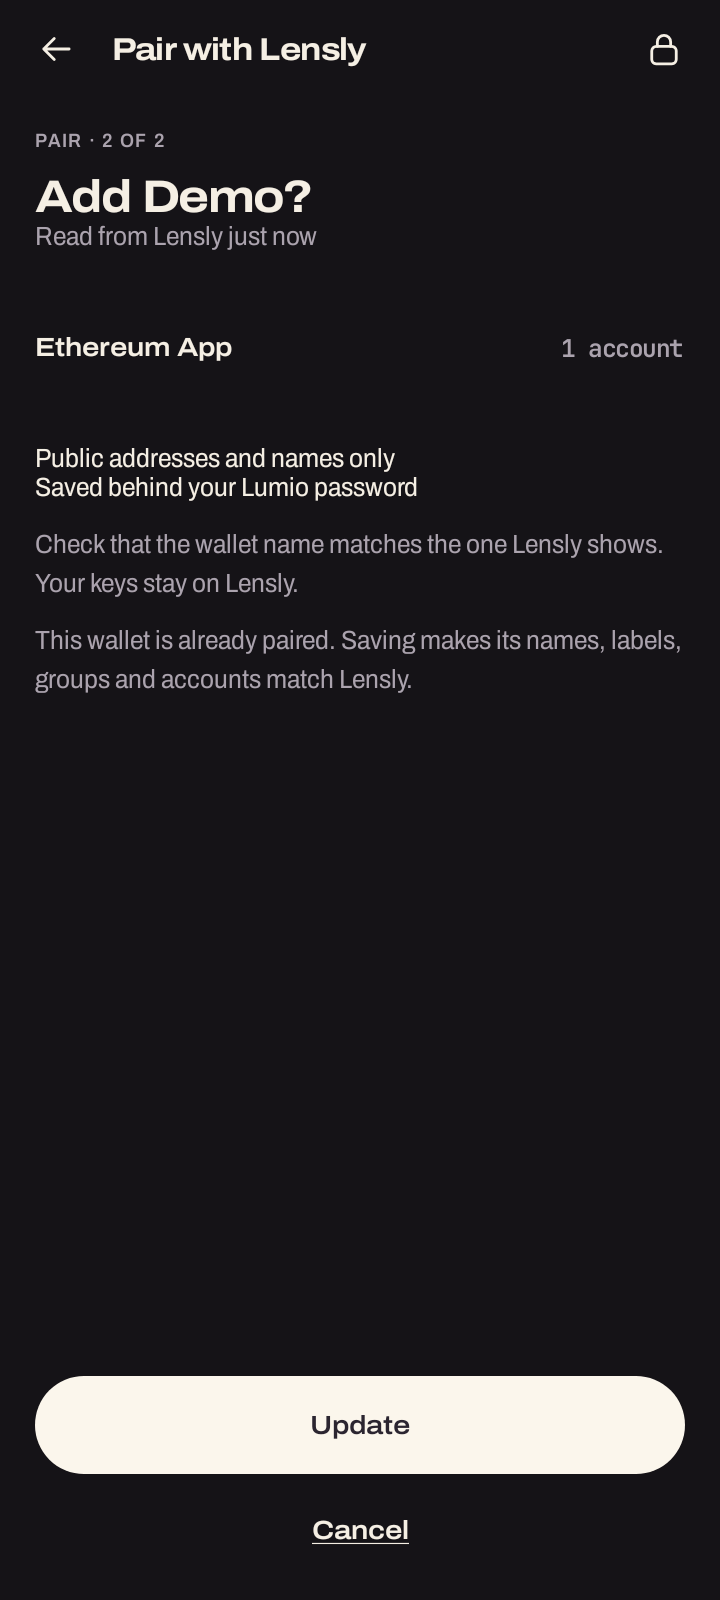 Pair with Lensly
PAIR · 2 OF 2
Add Demo?
Read from Lensly just now
Ethereum App
1 account
Public addresses and names only
Saved behind your Lumio password
Check that the wallet name matches the one Lensly shows.
Your keys stay on Lensly.
This wallet is already paired. Saving makes its names, labels,
groups and accounts match Lensly.
Update
Cancel